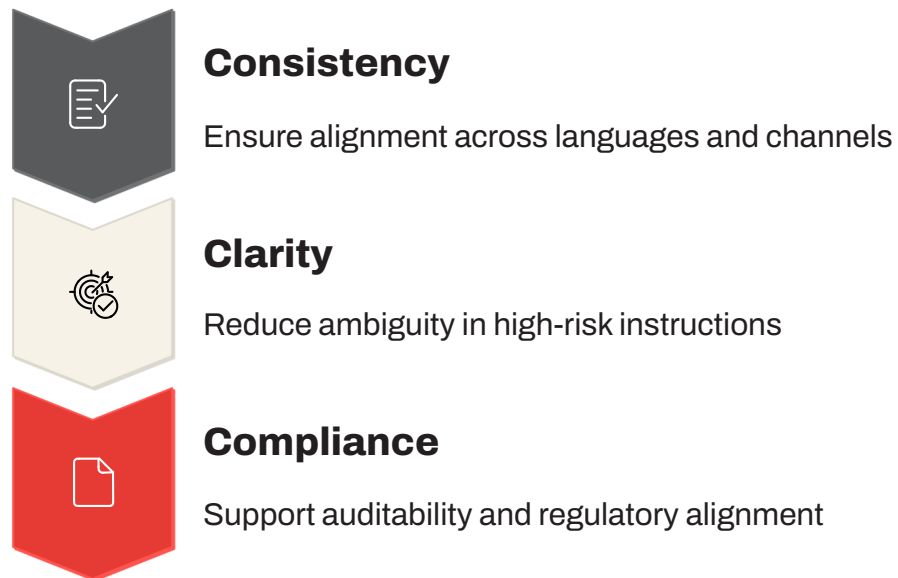 Consistency
Ensure alignment across languages and channels
Clarity
Reduce ambiguity in high-risk instructions
Compliance
Support auditability and regulatory alignment